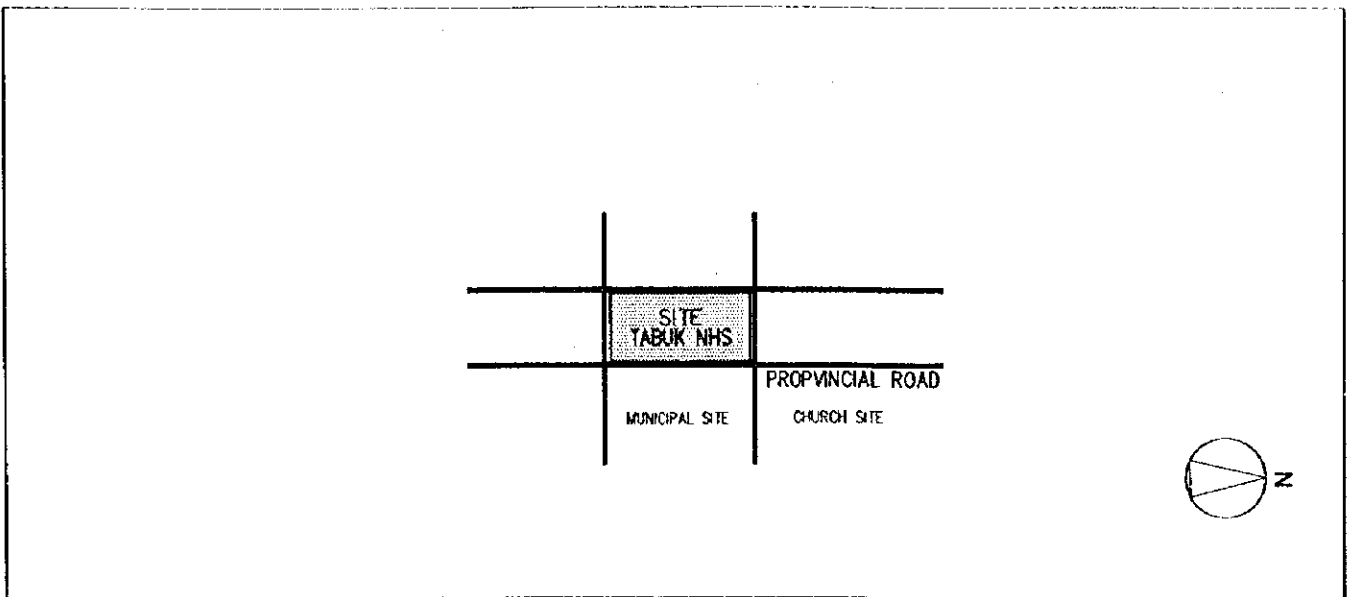 SITE
TABUK NHS
PROPVINCIAL ROAD
MUNICIPAL SITE
CHURCH SITE
N